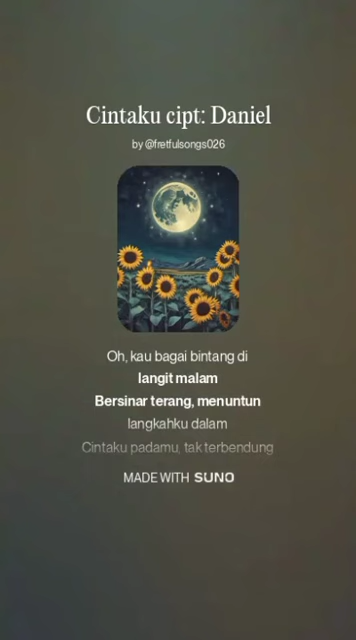 Cintaku cipt: Daniel
by @fretfulsongs026
Oh, kau bagai bintang di
langit malam
Bersinar terang, menuntun
langkahku dalam
Cintaku padamu, tak terbendung
MADE WITH SUNO